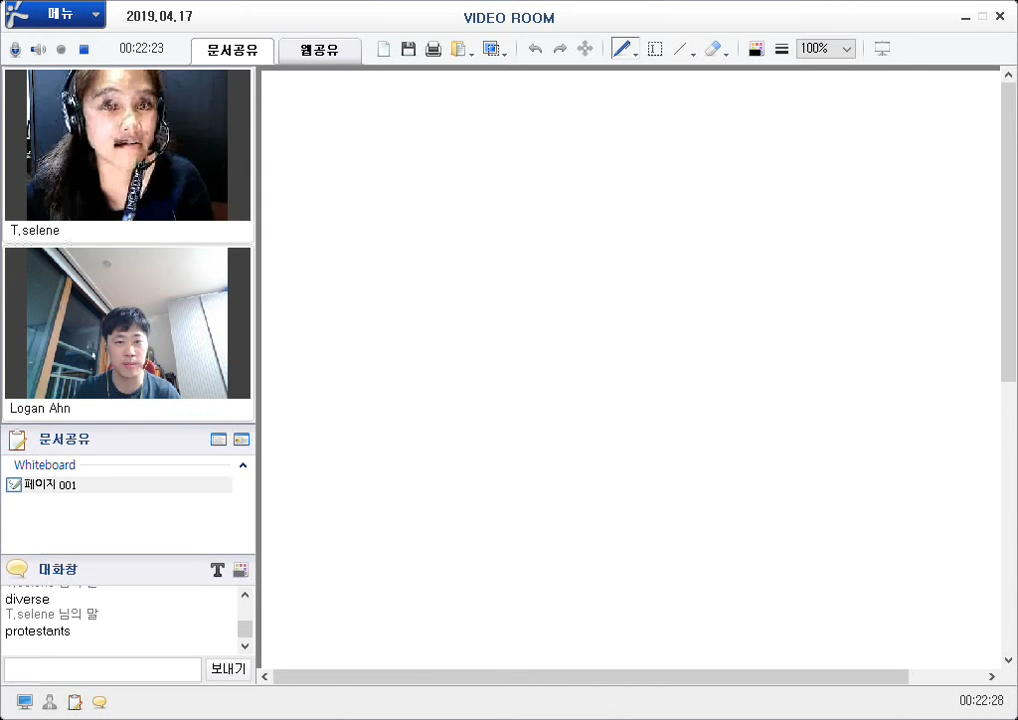 메뉴
2019.04.17
VIDEO ROOM
00:22:23
문서공유
웹공유
100%
T.selene
Logan Ahn
문서공유
Whiteboard
페이지 001
대화창
diverse
T.selene 님의 말
protestants
보내기
00:22:28